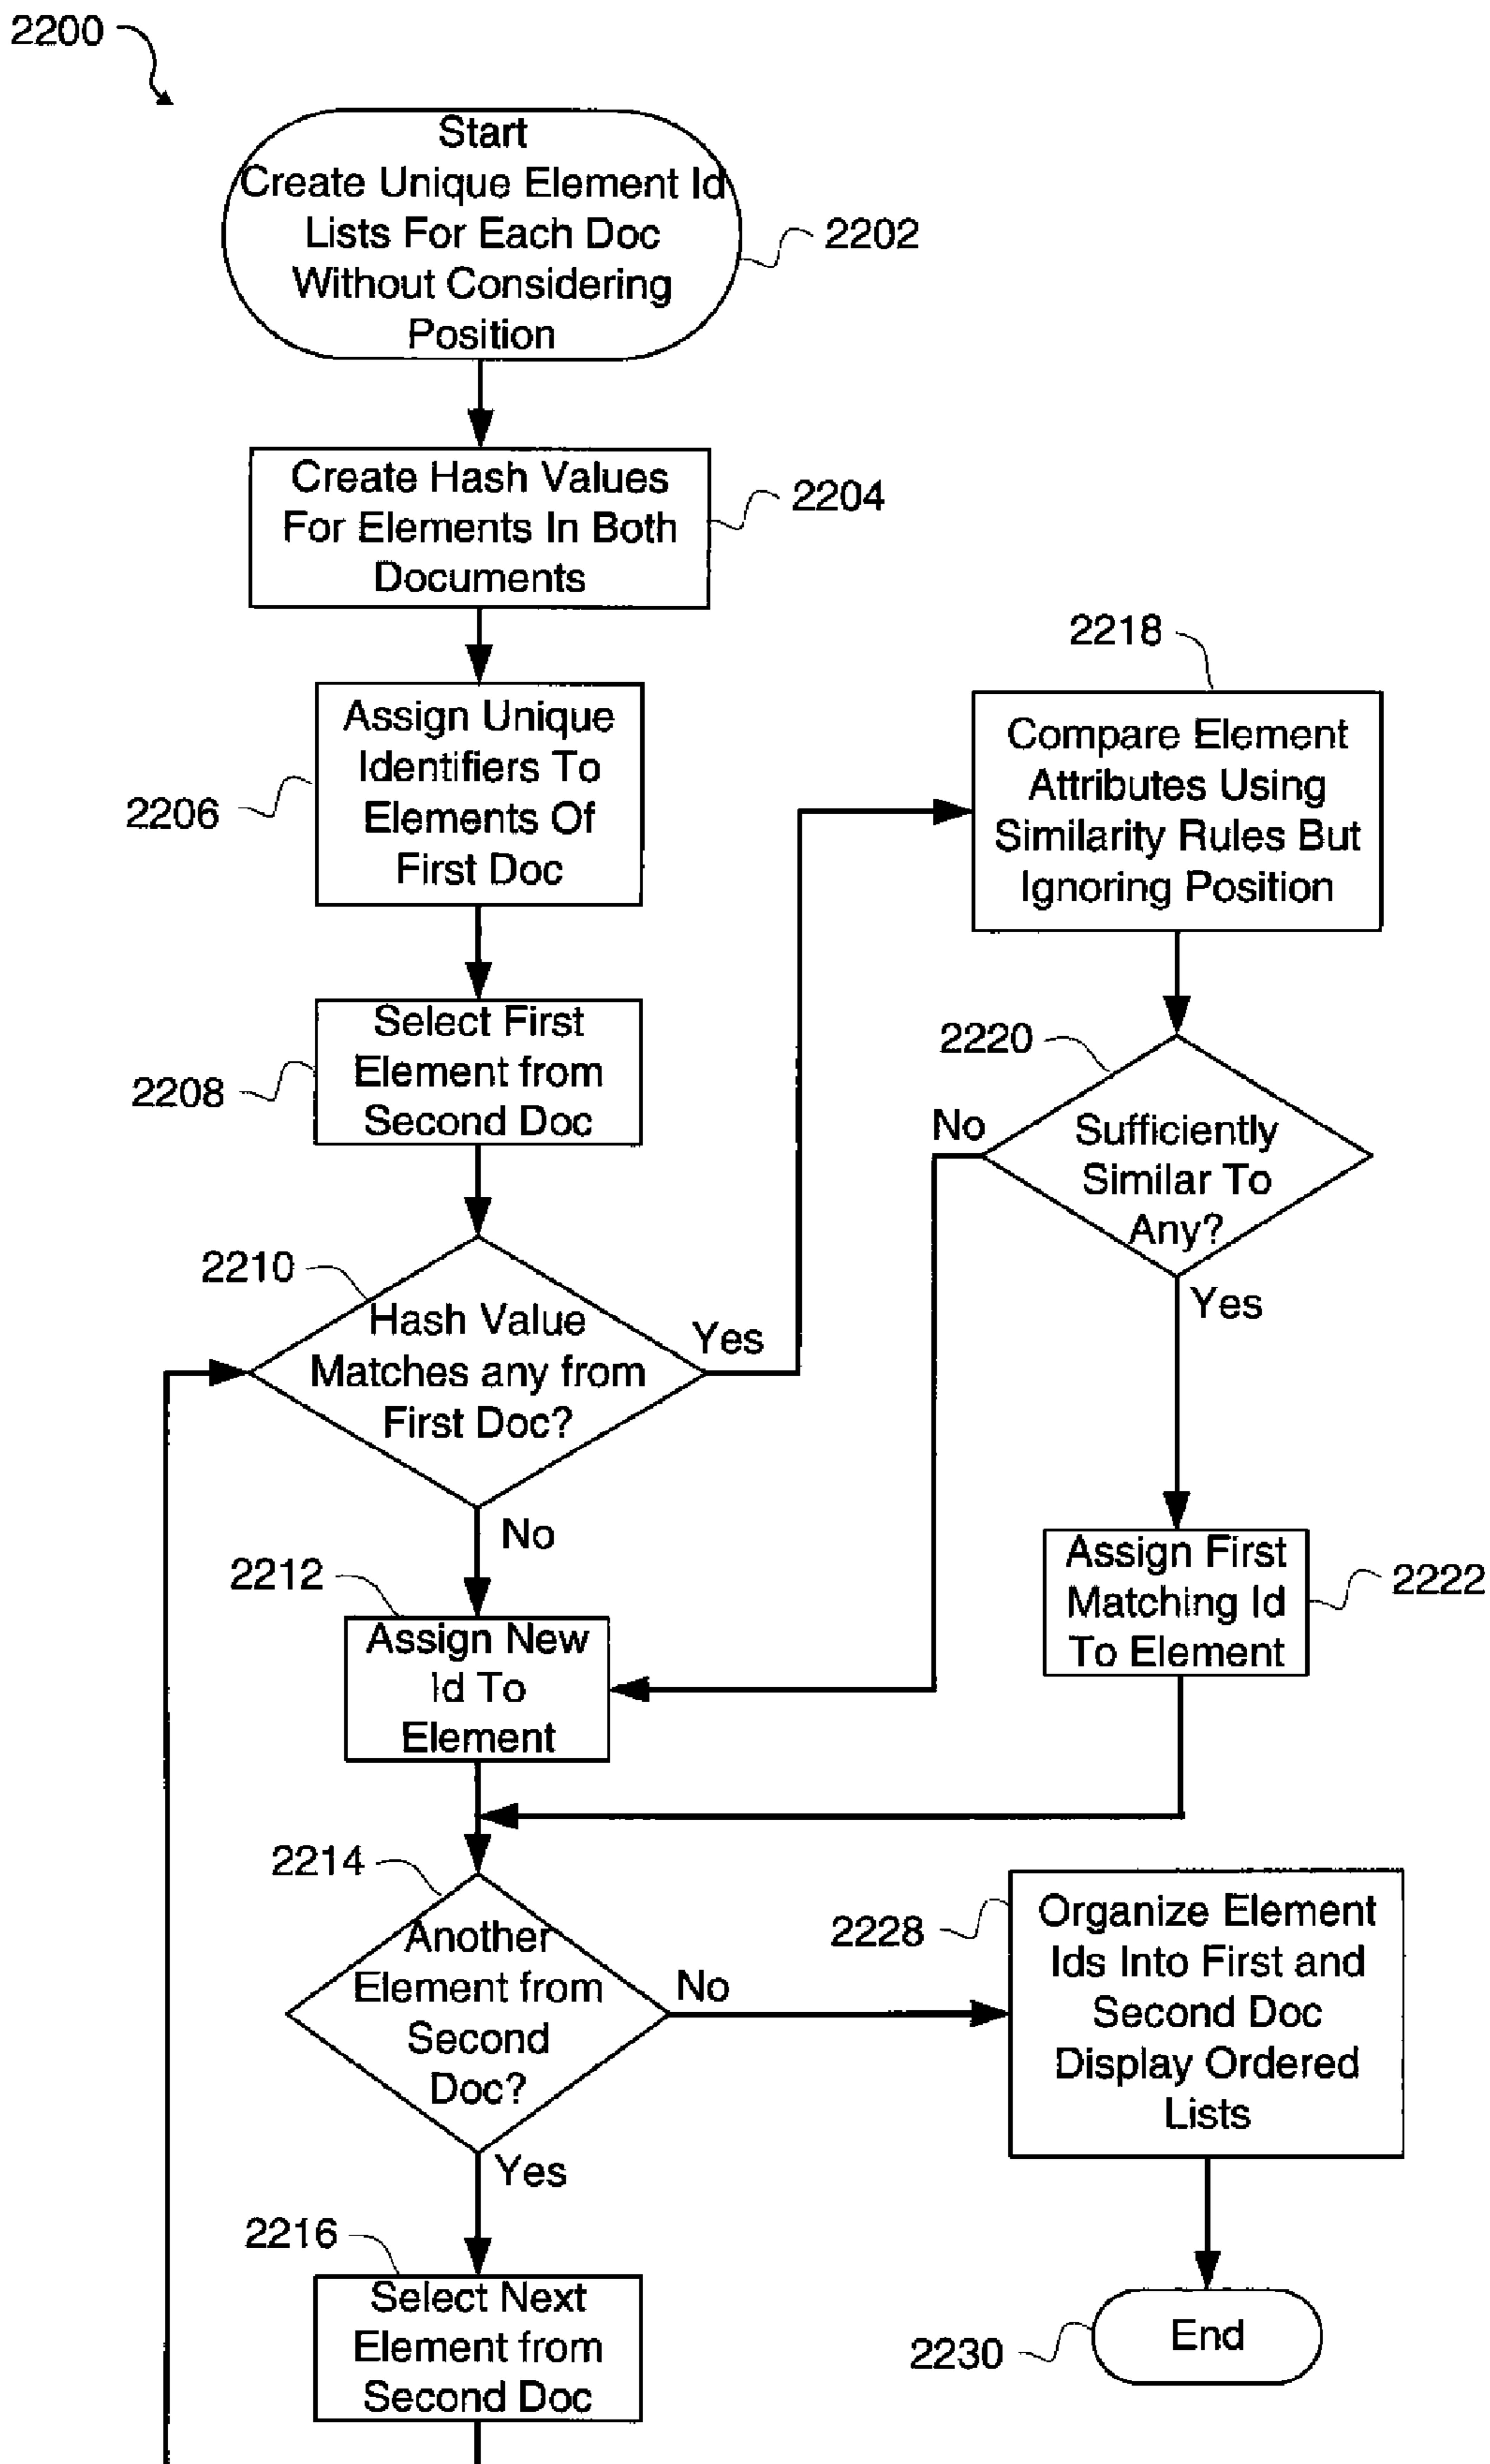 2200
Start
Create Unique Element Id
Lists For Each Doc
Without Considering
Position
2202
Create Hash Values
For Elements In Both
Documents
2204
Assign Unique
Identifiers To
Elements Of
First Doc
2206
Select First
Element from
Second Doc
2208
2210
Hash Value
Matches any from
First Doc?
Yes
No
2212
Assign New
Id To
Element
2214
Another
Element from
Second
Doc?
No
Yes
2216
Select Next
Element from
Second Doc
2218
Compare Element
Attributes Using
Similarity Rules But
Ignoring Position
2220
No
Sufficiently
Similar To
Any?
Yes
Assign First
Matching Id
To Element
2222
2228
Organize Element
Ids Into First and
Second Doc
Display Ordered
Lists
2230
End